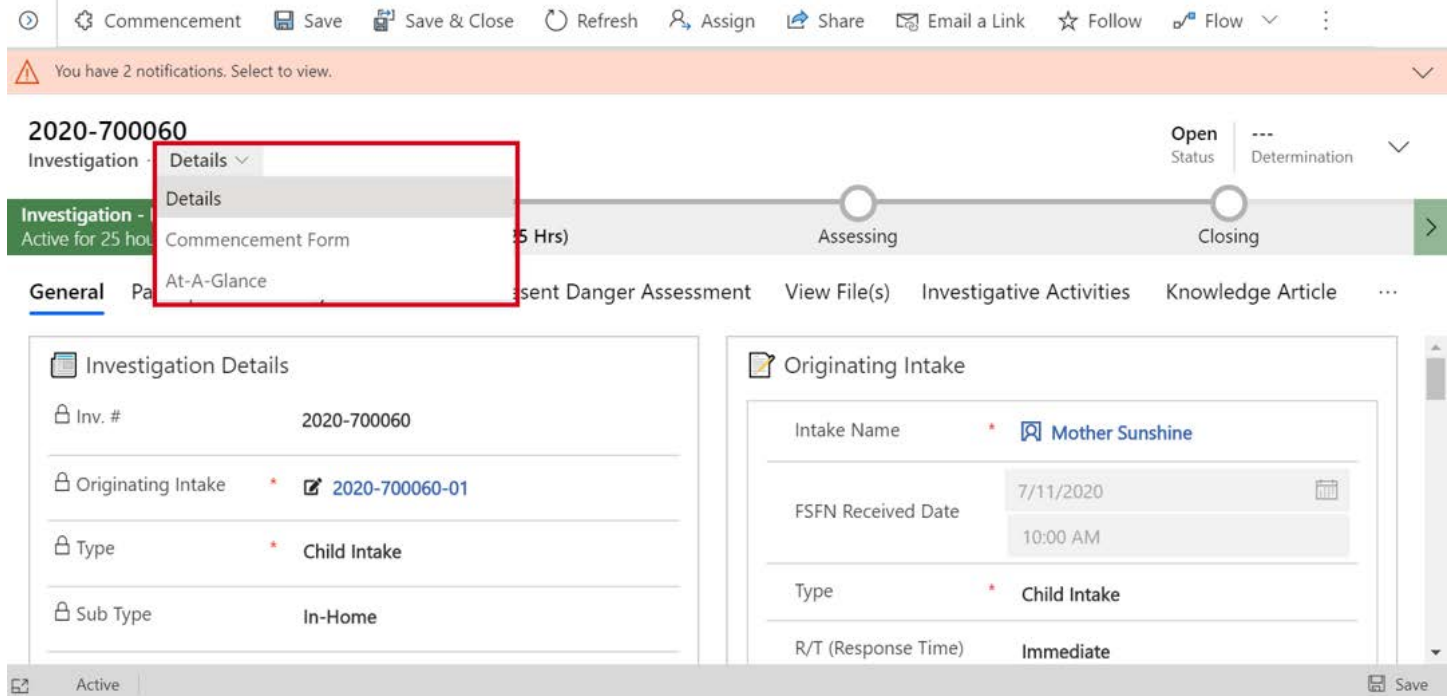 Commencement Save Save & Close Refresh Assign Share Email a Link Follow Flow
You have 2 notifications. Select to view.
2020-700060
Investigation · Details
Open ---
Status Determination
Details
Commencement Form
At-A-Glance
Investigation -
Active for 25
Hrs)
Assessing
Closing
General
Danger Assessment View File(s) Investigative Activities Knowledge Article ...
Investigation Details
Inv. # 2020-700060
Originating Intake * 2020-700060-01
Type * Child Intake
Sub Type In-Home
Originating Intake
Intake Name * Mother Sunshine
FSFN Received Date
7/11/2020
10:00 AM
Type * Child Intake
R/T (Response Time) Immediate
Active
Save